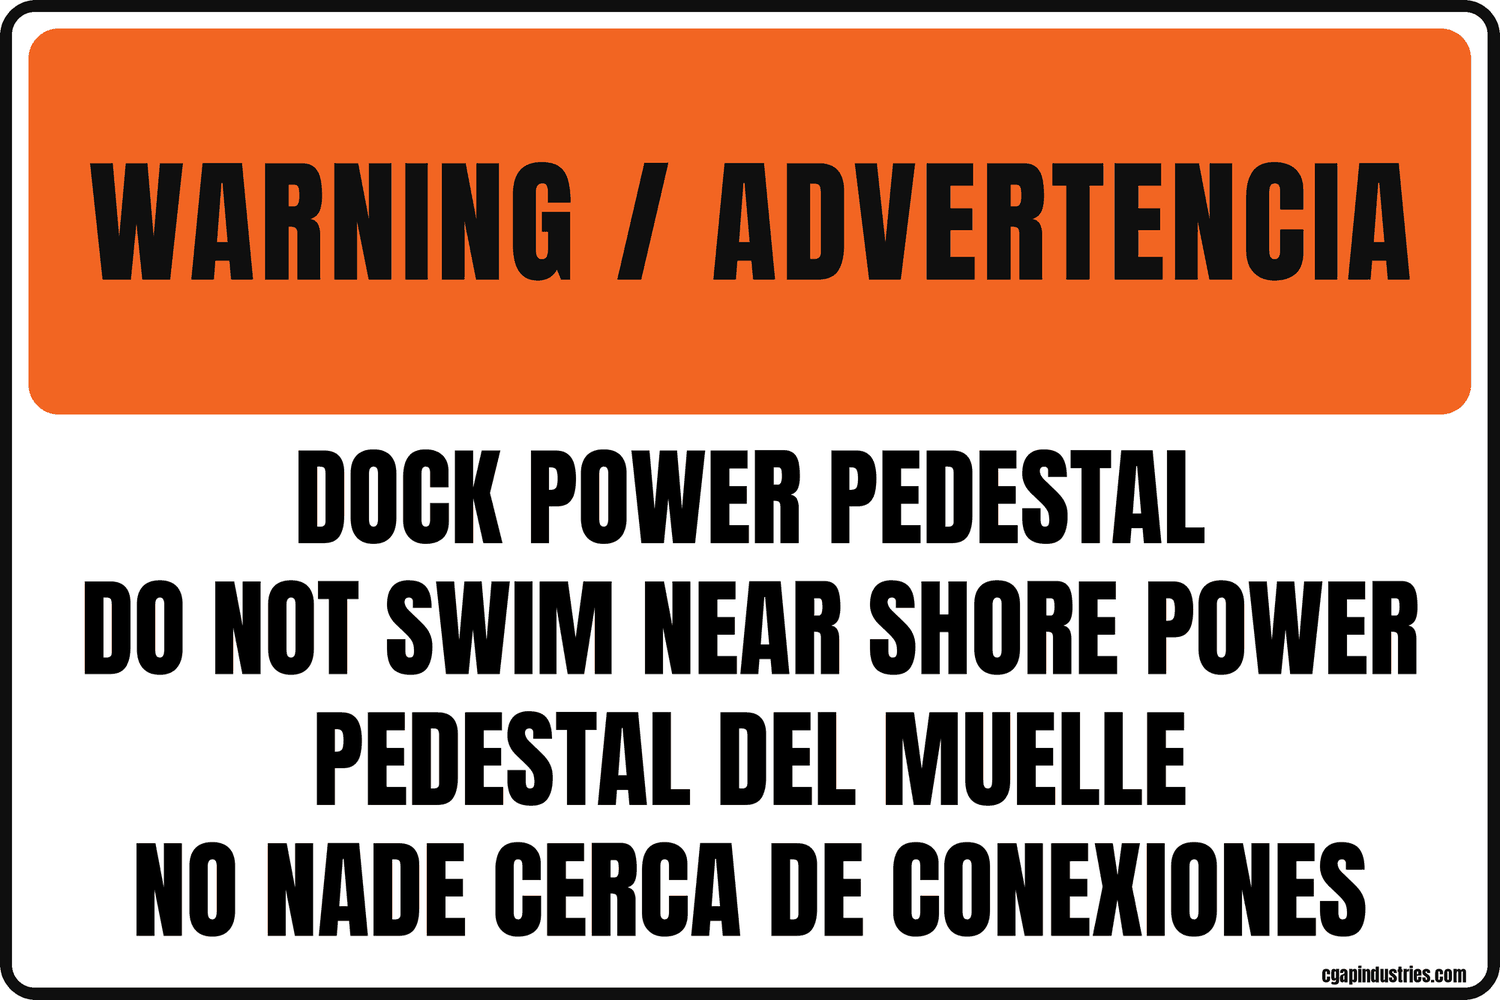 WARNING / ADVERTENCIA
DOCK POWER PEDESTAL
DO NOT SWIM NEAR SHORE POWER
PEDESTAL DEL MUELLE
NO NADE CERCA DE CONEXIONES
cgapindustries.com